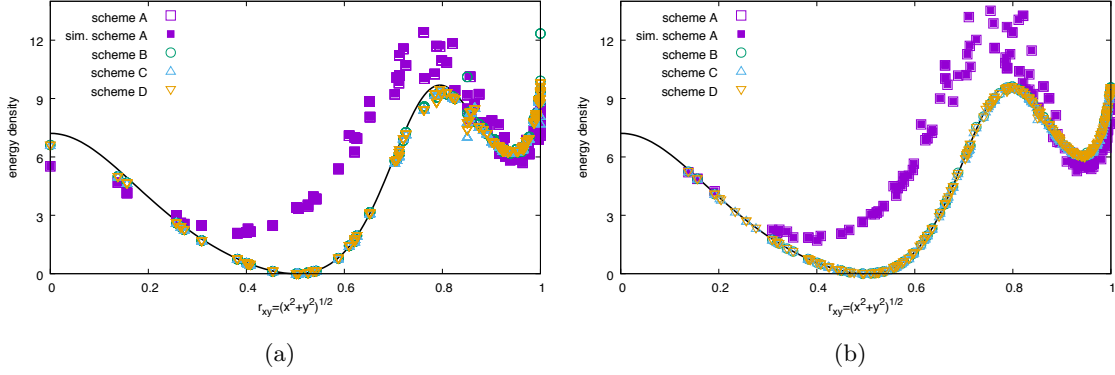 scheme A
sim. scheme A
scheme B
scheme C
scheme D
energy density
12
9
6
3
0
0 0.2 0.4 0.6 0.8 1
r_xy=(x^2+y^2)^1/2
(a)
scheme A
sim. scheme A
scheme B
scheme C
scheme D
energy density
12
9
6
3
0
0 0.2 0.4 0.6 0.8 1
r_xy=(x^2+y^2)^1/2
(b)